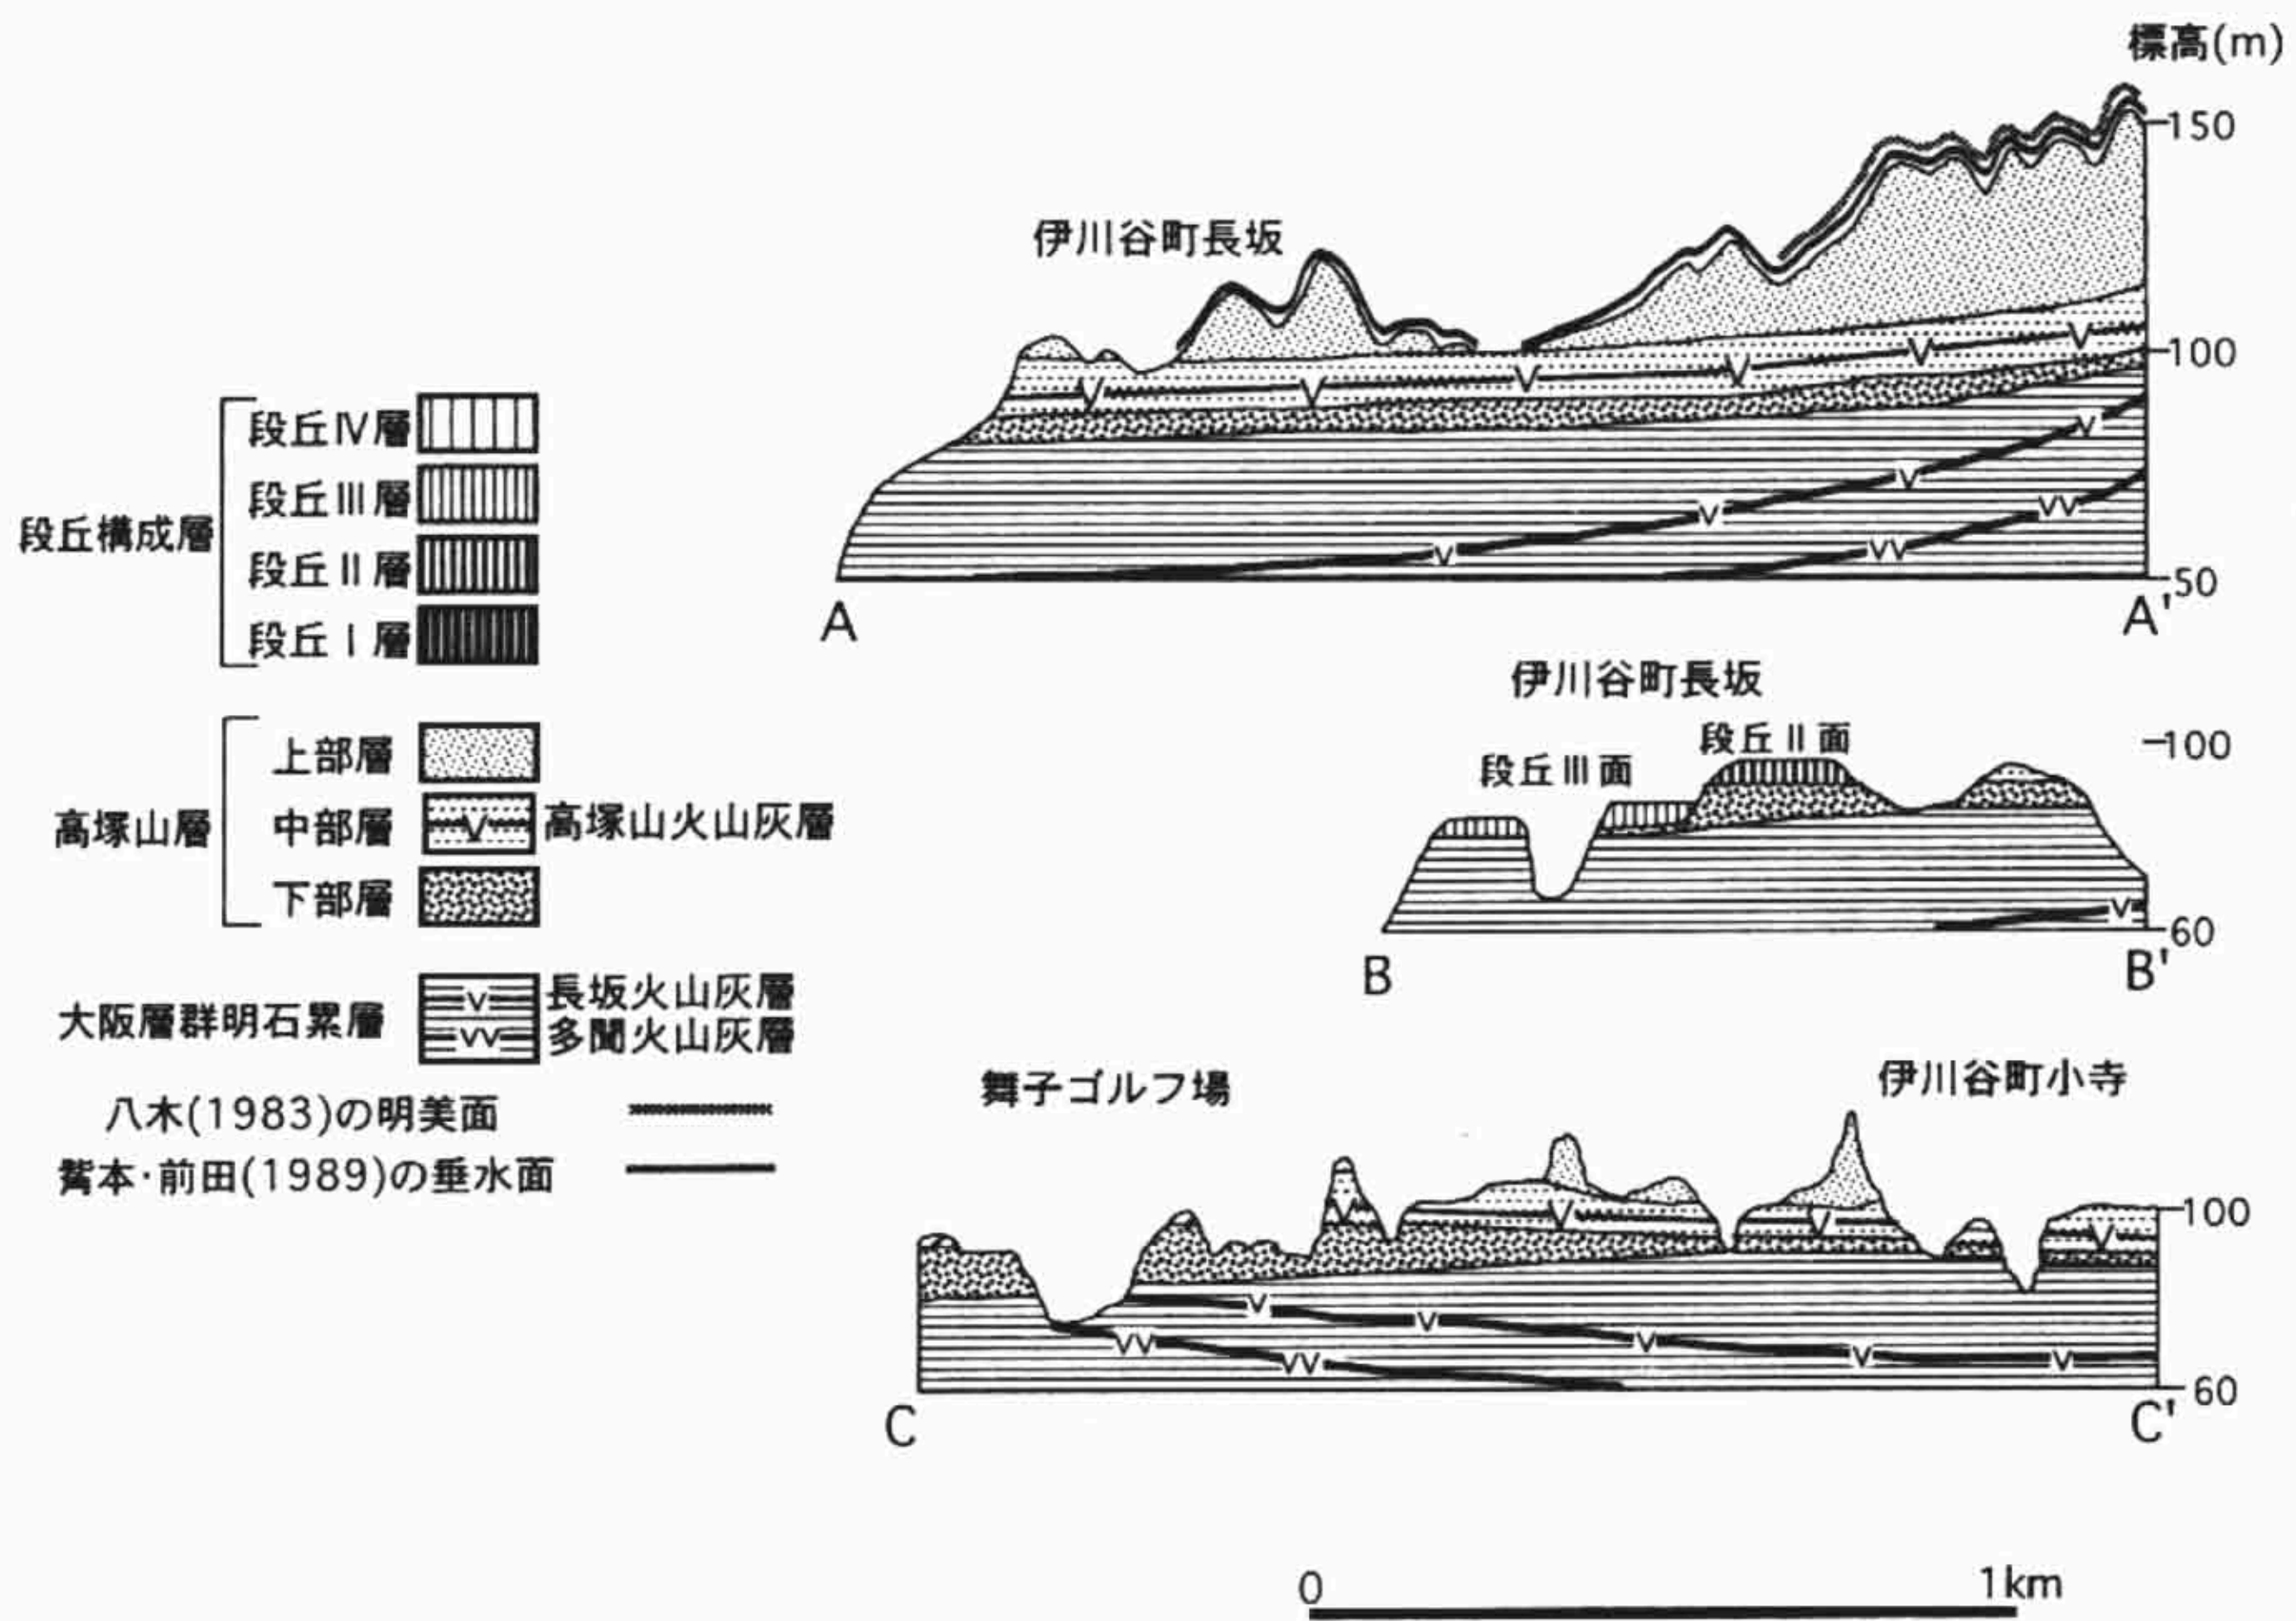 標高(m)
150
伊川谷町長坂
100
50
A
A'
段丘構成層
段丘Ⅳ層
段丘Ⅲ層
段丘Ⅱ層
段丘Ⅰ層
高塚山層
上部層
中部層
高塚山火山灰層
下部層
大阪層群明石累層
V 長坂火山灰層
VV 多聞火山灰層
八木(1983)の明美面
鴛本·前田(1989)の垂水面
伊川谷町長坂
段丘Ⅱ面
段丘Ⅲ面
100
60
B
B'
舞子ゴルフ場
伊川谷町小寺
100
60
C
C'
0
1km